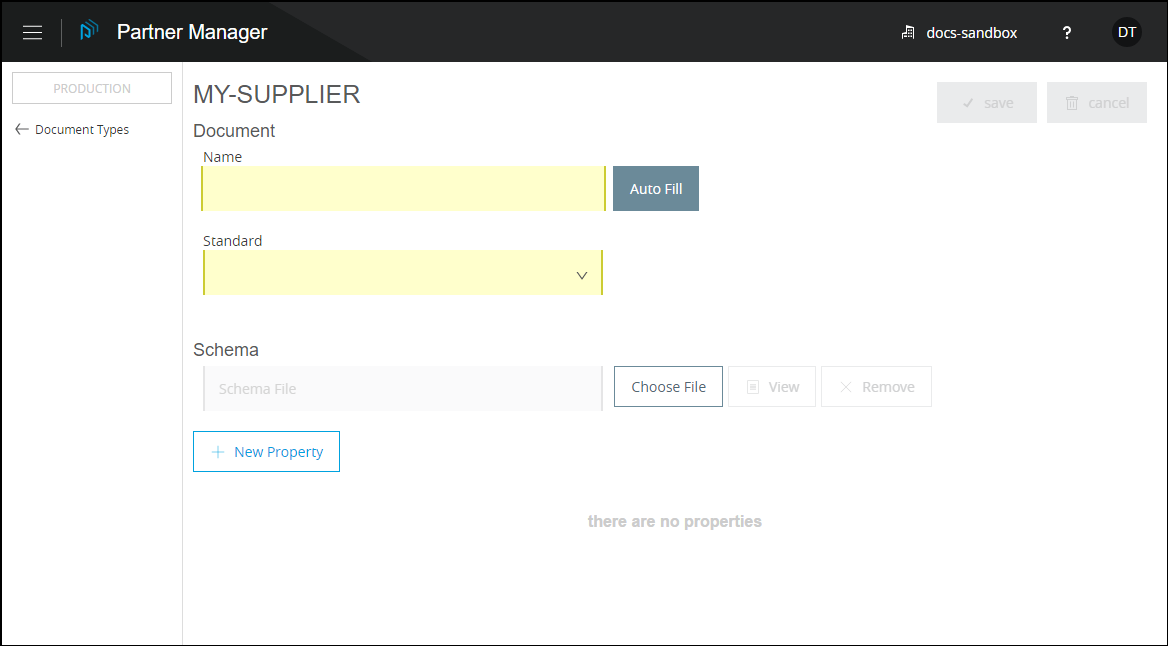 Partner Manager
docs-sandbox
?
DT
PRODUCTION
Document Types
MY-SUPPLIER
save
cancel
Document
Name
Auto Fill
Standard
Schema
Schema File
Choose File
View
Remove
New Property
there are no properties